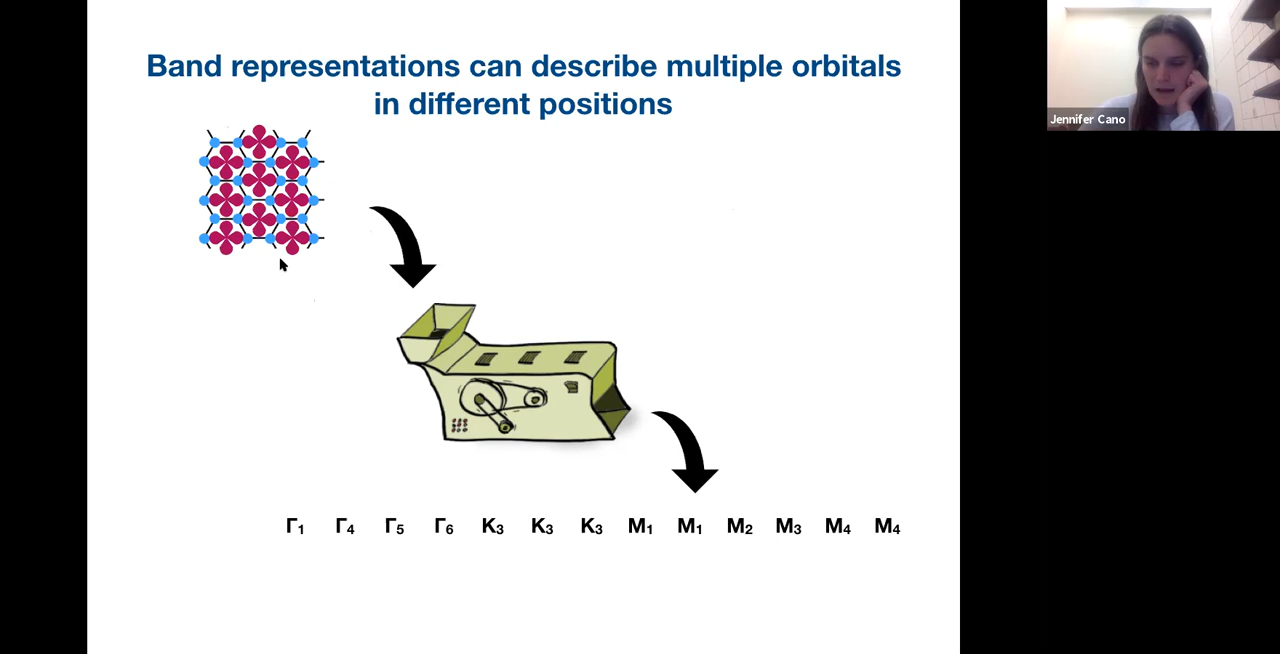 Band representations can describe multiple orbitals
in different positions
Jennifer Cano
Γ₁ Γ₄ Γ₅ Γ₆ K₃ K₃ K₃ M₁ M₁ M₂ M₃ M₄ M₄